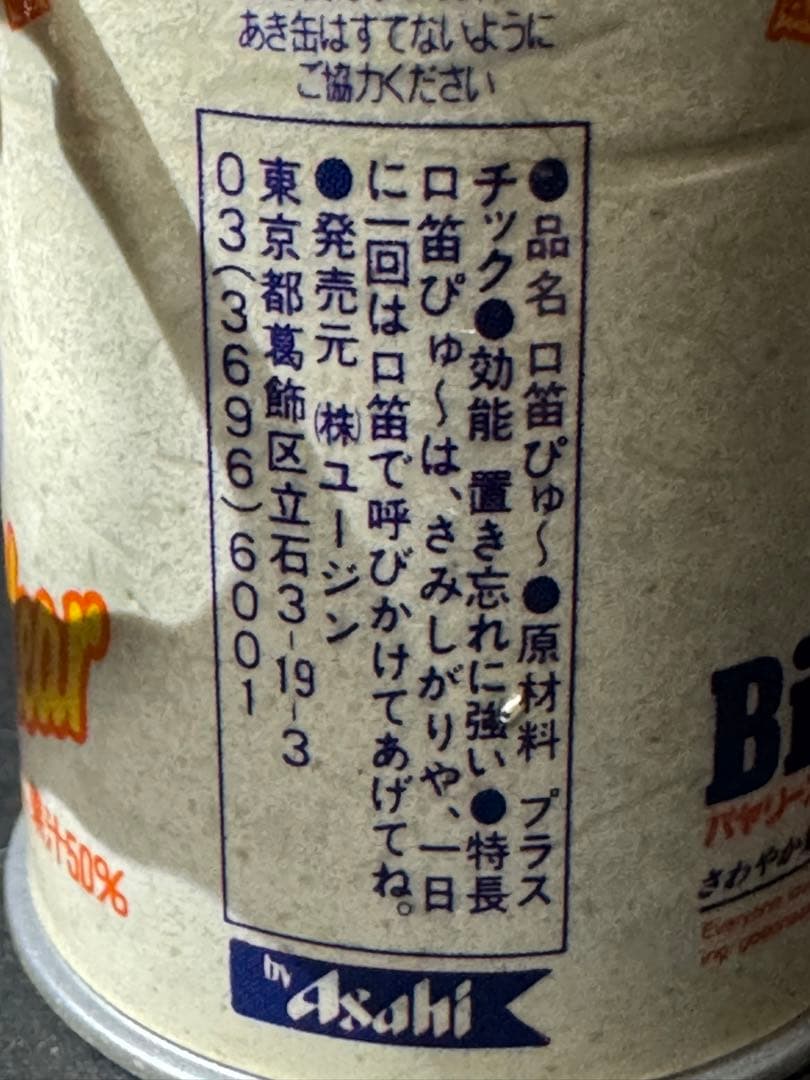 あき缶はすてないように
ご協力ください
●品名 口笛ぴゅ〜●原材料 プラス
チック●効能 置き忘れに強い●特長
口笛ぴゅ〜は、さみしがりや、一日
に一回は口笛で呼びかけてあげてね。
●発売元 ㈱ユージン
東京都葛飾区立石3-19-3
03(3696)6001
by Asahi
果汁50%
Bi
バヤリー
さわやか